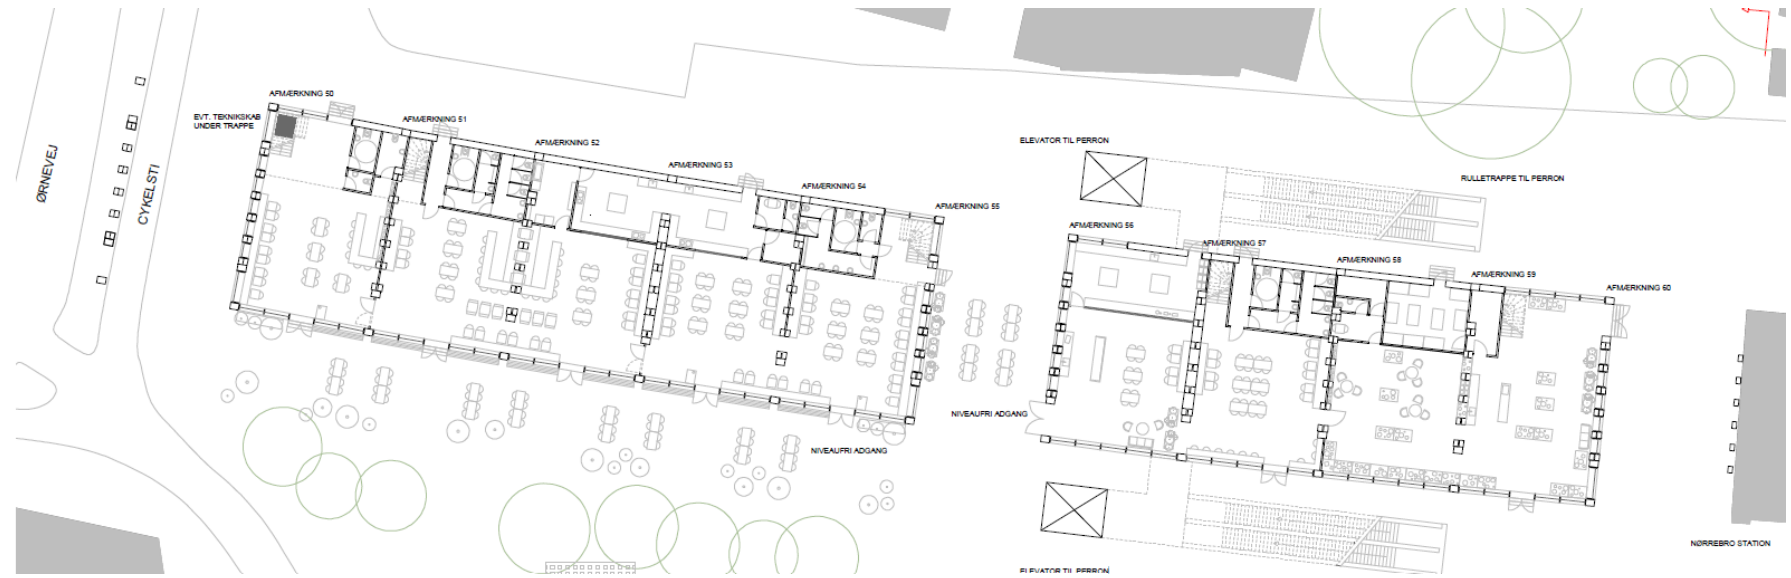 AFMÆRKNING 50
EVT. TEKNIKSKAB
UNDER TRAPPE
AFMÆRKNING 51
AFMÆRKNING 52
AFMÆRKNING 53
AFMÆRKNING 54
AFMÆRKNING 55
ØRNEVEJ
CYKELSTI
ELEVATOR TIL PERRON
RULLETRAPPE TIL PERRON
AFMÆRKNING 56
AFMÆRKNING 57
AFMÆRKNING 58
AFMÆRKNING 59
AFMÆRKNING 60
NIVEAUFRI ADGANG
NIVEAUFRI ADGANG
NØRREBRO STATION
ELEVATOR TIL PERRON